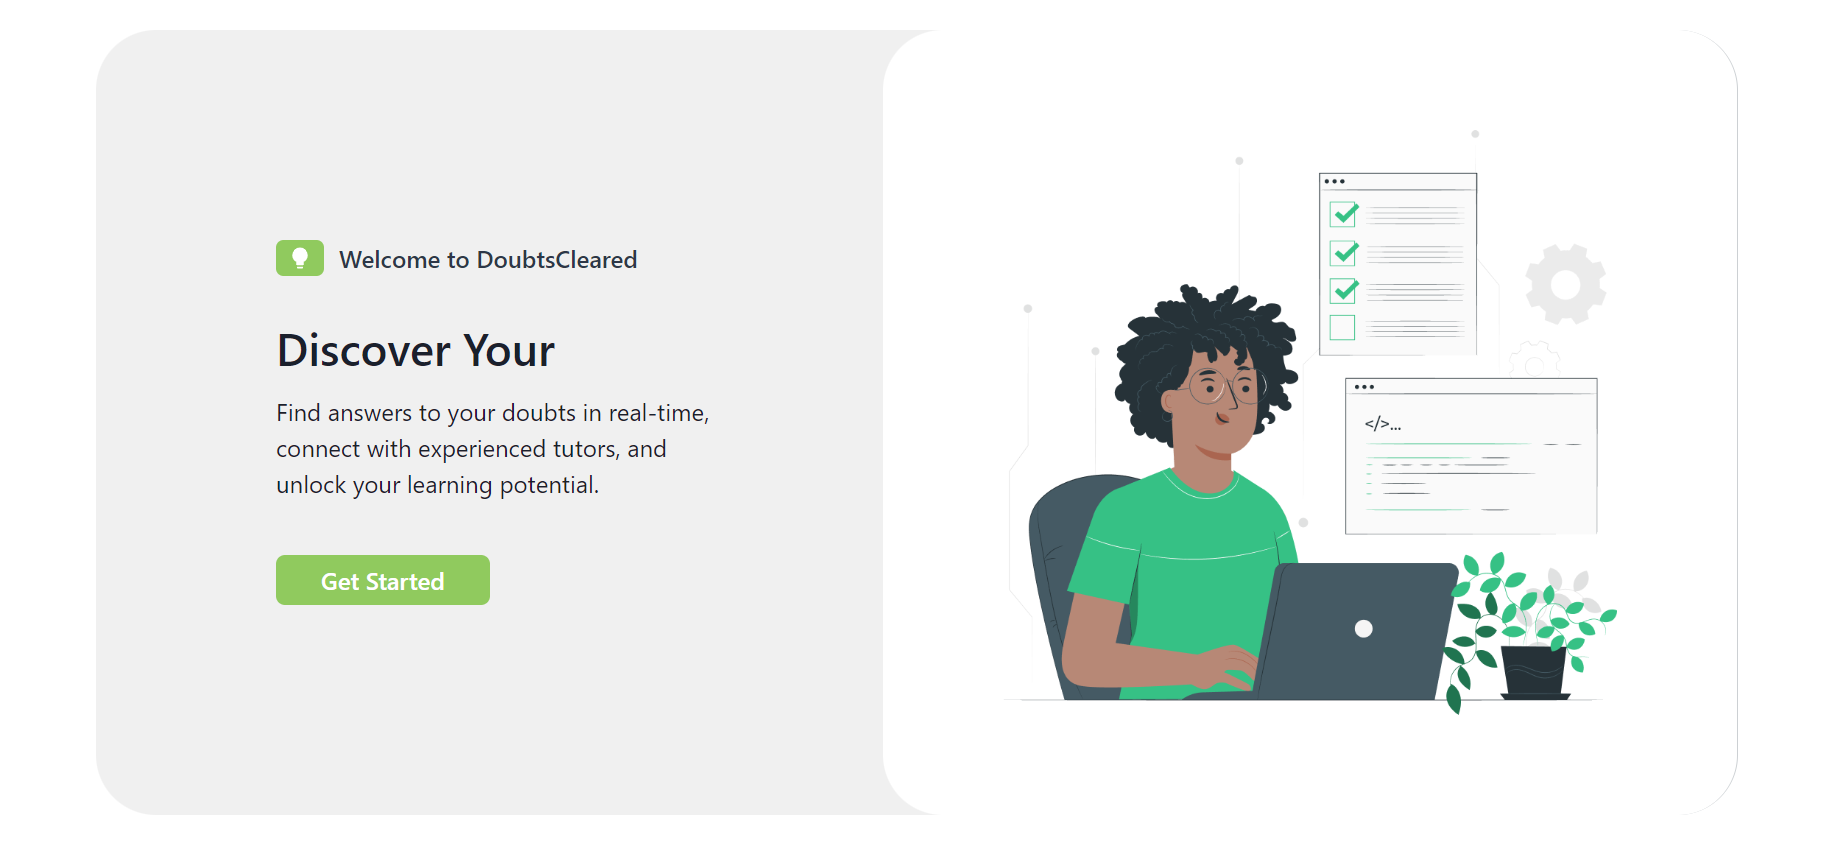 Welcome to DoubtsCleared
Discover Your
Find answers to your doubts in real-time,
connect with experienced tutors, and
unlock your learning potential.
Get Started
</>...